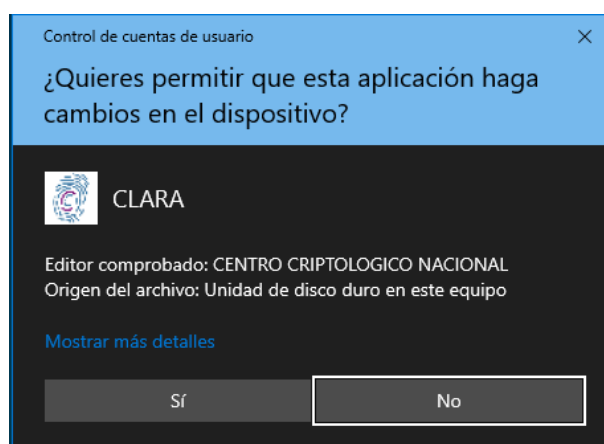 Control de cuentas de usuario
¿Quieres permitir que esta aplicación haga
cambios en el dispositivo?
CLARA
Editor comprobado: CENTRO CRIPTOLOGICO NACIONAL
Origen del archivo: Unidad de disco duro en este equipo
Mostrar más detalles
Sí
No